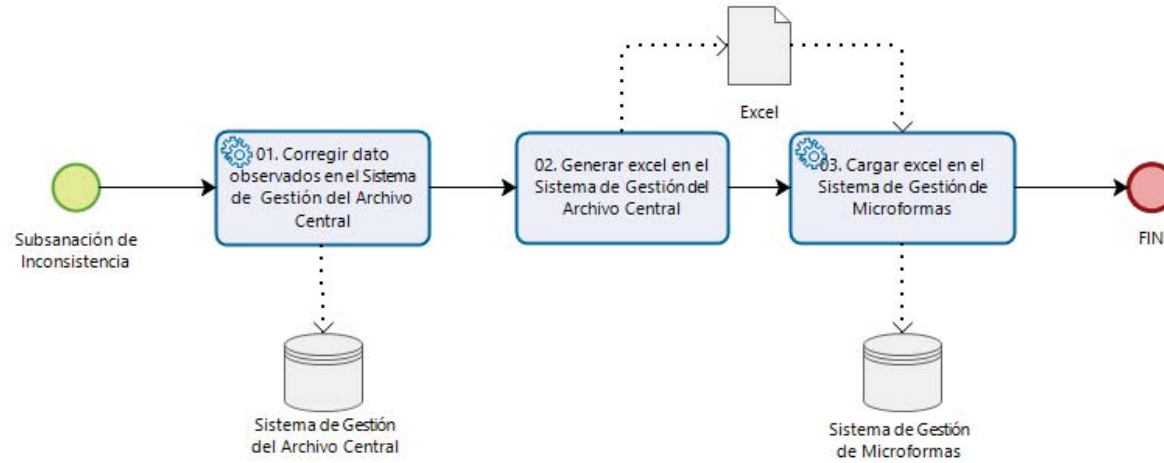 Excel
01. Corregir dato
observados en el Sistema
de Gestión del Archivo
Central
02. Generar excel en el
Sistema de Gestión del
Archivo Central
03. Cargar excel en el
Sistema de Gestión de
Microformas
Subsanación de
Inconsistencia
FIN
Sistema de Gestión
del Archivo Central
Sistema de Gestión
de Microformas